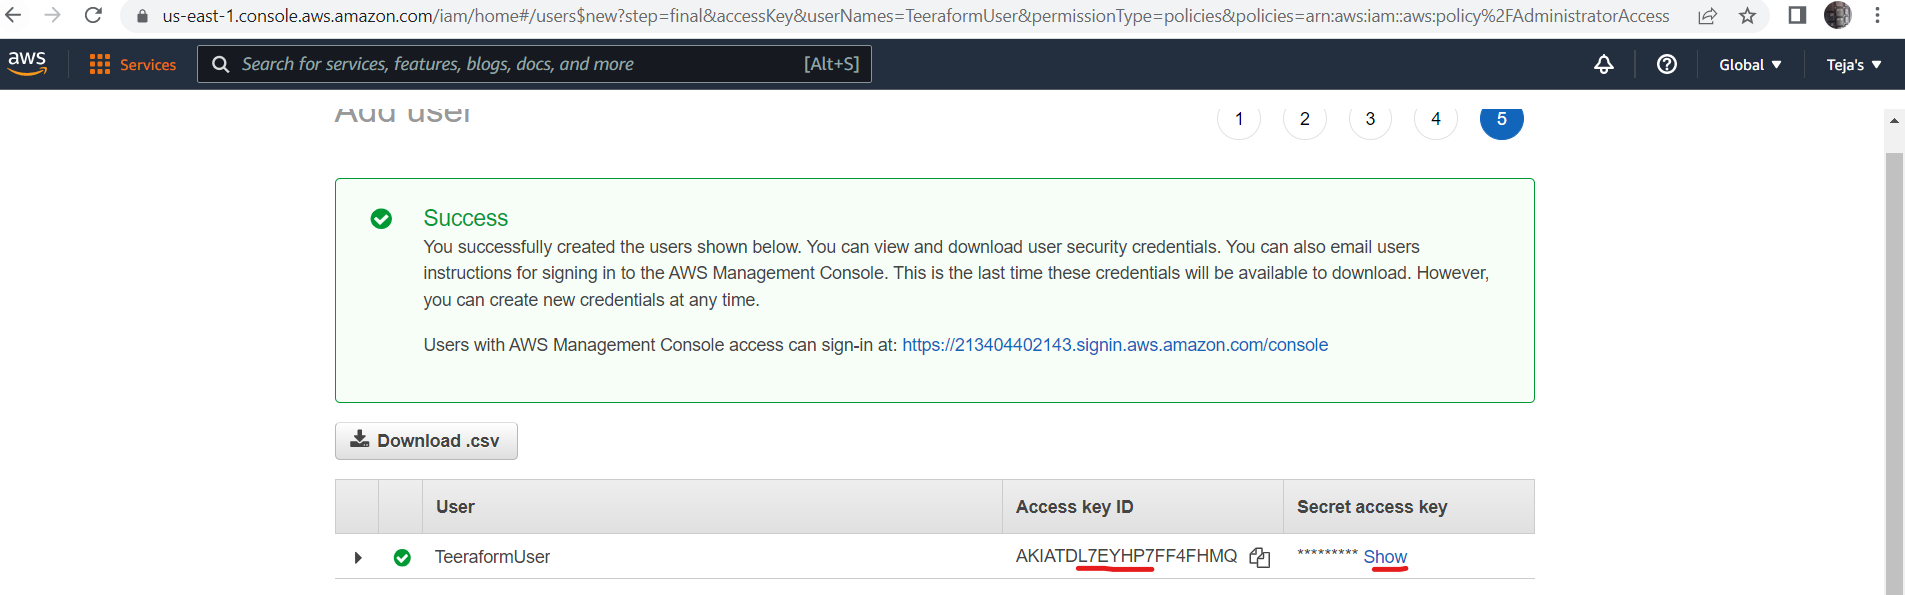 us-east-1.console.aws.amazon.com/iam/home#/users$new?step=final&accessKey&userNames=TeeraformUser&permissionType=policies&policies=arn:aws:iam::aws:policy%2FAdministratorAccess
aws Services Search for services, features, blogs, docs, and more [Alt+S] Global Teja's
Add user 1 2 3 4 5
Success
You successfully created the users shown below. You can view and download user security credentials. You can also email users
instructions for signing in to the AWS Management Console. This is the last time these credentials will be available to download. However,
you can create new credentials at any time.
Users with AWS Management Console access can sign-in at: https://213404402143.signin.aws.amazon.com/console
Download .csv
User Access key ID Secret access key
TeeraformUser AKIATDL7EYHP7FF4FHMQ ********* Show